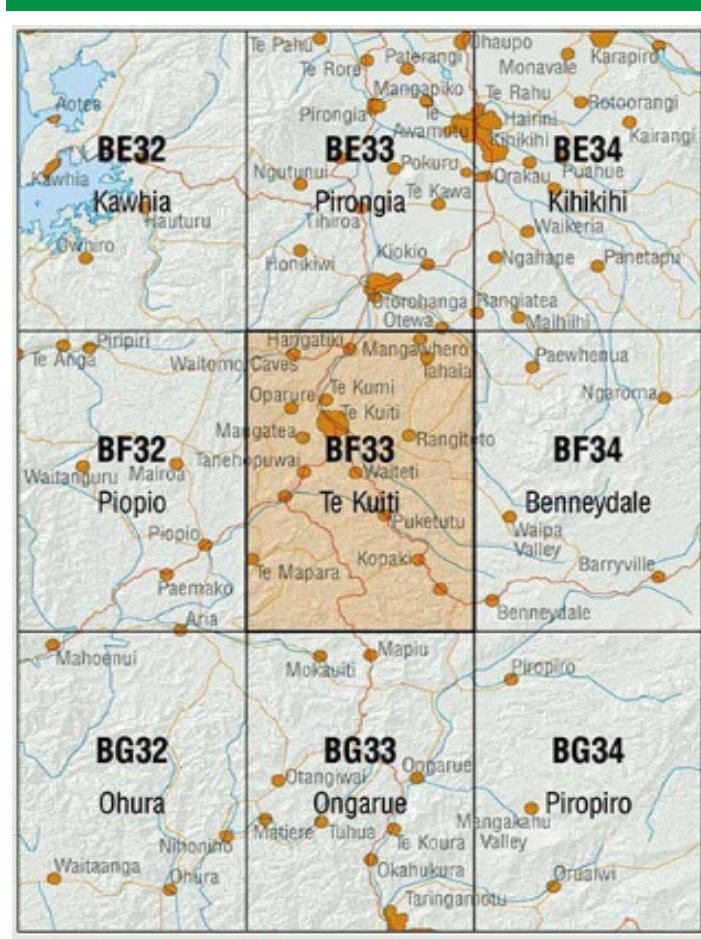 Te Pahu
Ohaupo
Te Rore
Paterangi
Monavale
Karapiro
Aotea
Mangapiko
Te Rahu
Rotoorangi
Pirongia
Te
Awamutu
Hairini
Kihikihi
Kairangi
BE32
BE33
BE34
Kawhia
Ngutunui
Pokuru
Orakau
Puahue
Kawhia
Pirongia
Te Kawa
Kihikihi
Hauturu
Tihiroa
Waikeria
Owhiro
Honikiwi
Kiokio
Ngahape
Panetapu
Otorohanga
Rangiatea
Otewa
Maihiihi
Te Anga
Piripiri
Hangatiki
Waitomo Caves
Mangawhero
Tahaia
Paewhenua
Oparure
Te Kumi
Ngaroma
Te Kuiti
Mangatea
Rangitoto
BF32
BF33
BF34
Waitanguru
Mairoa
Tanehopuwai
Waiteti
Piopio
Te Kuiti
Benneydale
Puketutu
Waipa
Valley
Piopio
Kopaki
Te Mapara
Barryville
Paemako
Benneydale
Aria
Mahoenui
Mokauiti
Mapiu
Piropiro
BG32
BG33
BG34
Otangiwai
Ongarue
Ohura
Ongarue
Piropiro
Matiere
Tuhua
Mangakahu
Valley
Nihoniho
Te Koura
Waitaanga
Ohura
Okahukura
Oruaiwi
Taringamotu